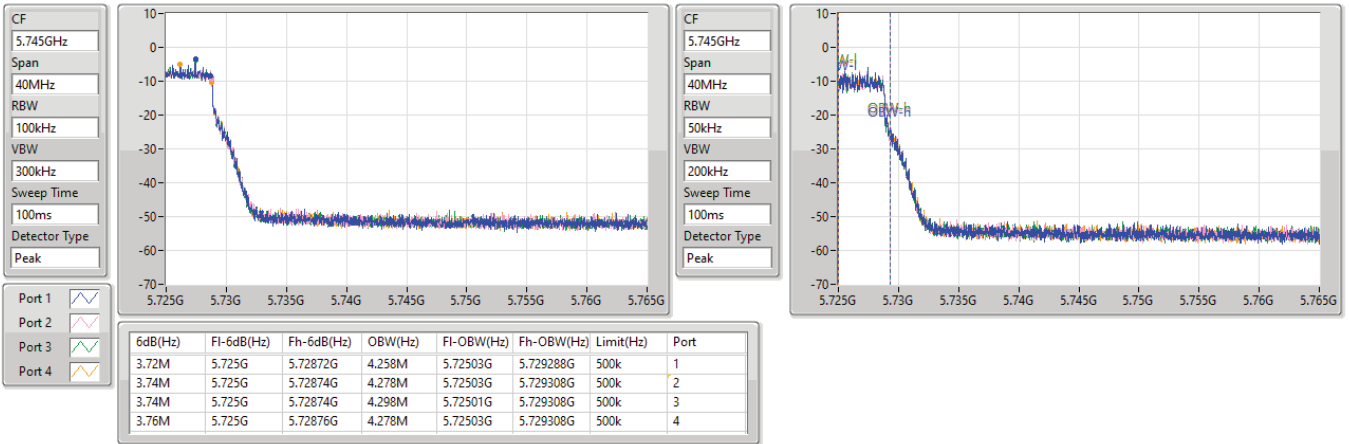 CF
5.745GHz
Span
40MHz
RBW
100kHz
VBW
300kHz
Sweep Time
100ms
Detector Type
Peak
10-
0-
-10-
-20-
-30-
-40-
-50-
-60-
-70-
5.725G 5.73G 5.735G 5.74G 5.745G 5.75G 5.755G 5.76G 5.765G
CF
5.745GHz
Span
40MHz
RBW
50kHz
VBW
200kHz
Sweep Time
100ms
Detector Type
Peak
10-
0-
-10-
-20-
-30-
-40-
-50-
-60-
-70-
OBW-h
5.725G 5.73G 5.735G 5.74G 5.745G 5.75G 5.755G 5.76G 5.765G
Port 1
Port 2
Port 3
Port 4
6dB(Hz) Fl-6dB(Hz) Fh-6dB(Hz) OBW(Hz) Fl-OBW(Hz) Fh-OBW(Hz) Limit(Hz) Port
3.72M 5.725G 5.72872G 4.258M 5.72503G 5.729288G 500k 1
3.74M 5.725G 5.72874G 4.278M 5.72503G 5.729308G 500k 2
3.74M 5.725G 5.72874G 4.298M 5.72501G 5.729308G 500k 3
3.76M 5.725G 5.72876G 4.278M 5.72503G 5.729308G 500k 4